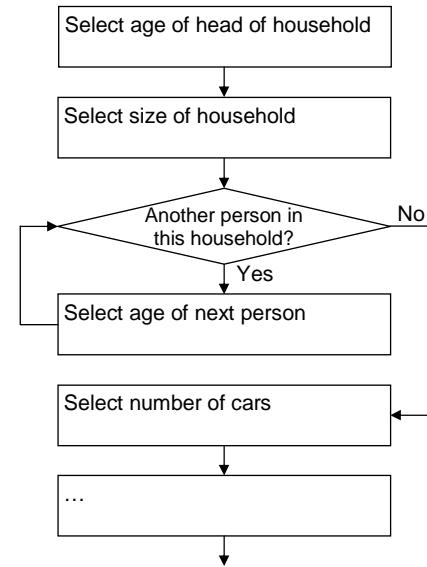 Select age of head of household
Select size of household
Another person in
this household?
No
Yes
Select age of next person
Select number of cars
…